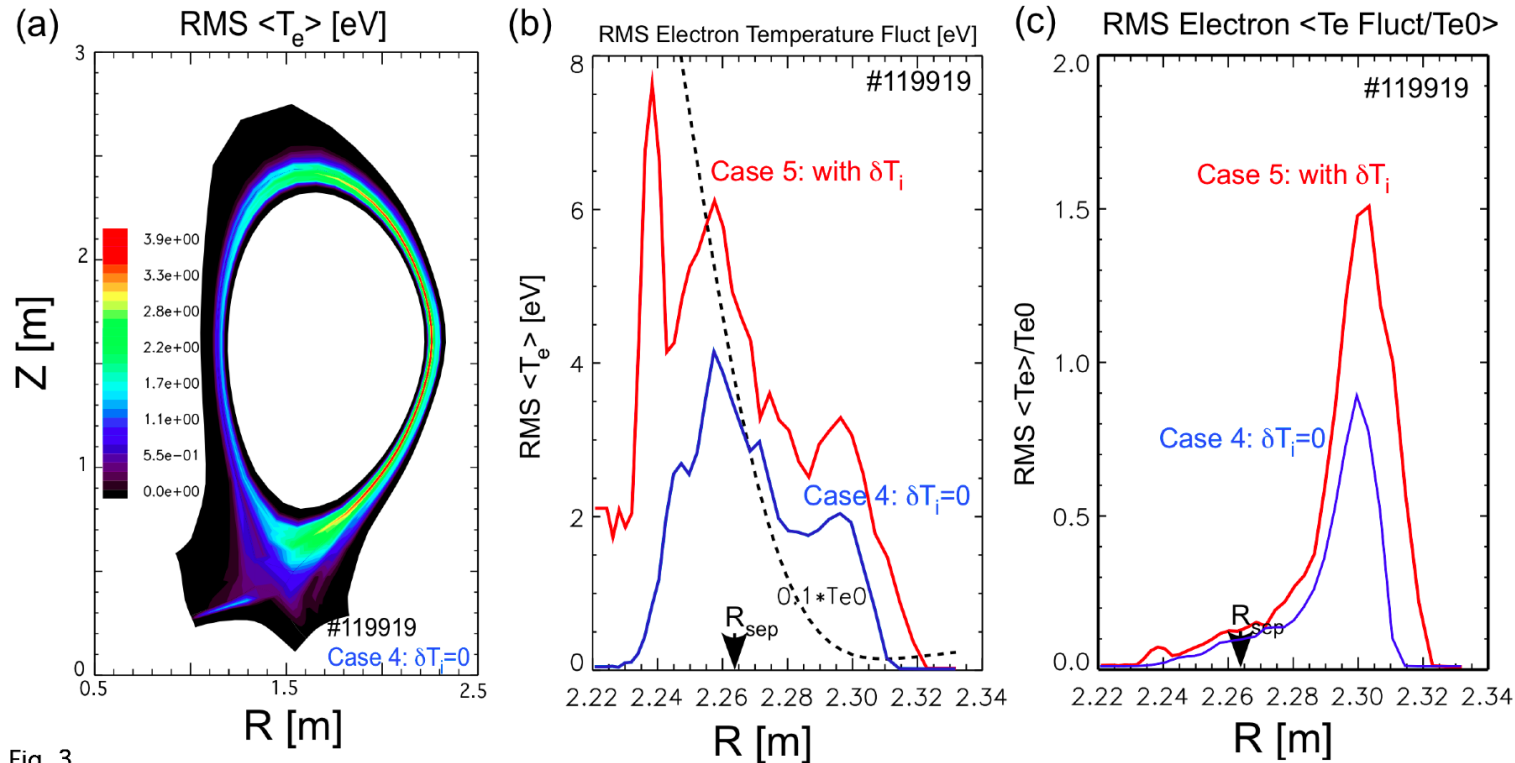 (a)
RMS <Te> [eV]
3
2
1
0
Z [m]
3.9e+00
3.3e+00
2.8e+00
2.2e+00
1.7e+00
1.1e+00
5.5e-01
0.0e+00
#119919
Case 4: δTi=0
0.5 1.5 2.5
R [m]
Fig. 3
(b)
RMS Electron Temperature Fluct [eV]
8
6
4
2
0
RMS <Te> [eV]
#119919
Case 5: with δTi
Case 4: δTi=0
0.1*Te0
Rsep
2.22 2.24 2.26 2.28 2.30 2.32 2.34
R [m]
(c)
RMS Electron <Te Fluct/Te0>
2.0
1.5
1.0
0.5
0.0
RMS <Te>/Te0
#119919
Case 5: with δTi
Case 4: δTi=0
Rsep
2.22 2.24 2.26 2.28 2.30 2.32 2.34
R [m]